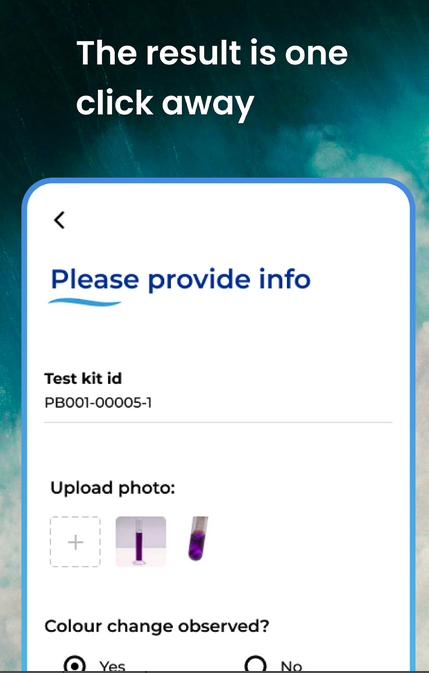 The result is one
click away
Please provide info
Test kit id
PB001-00005-1
Upload photo:
Colour change observed?
Yes No